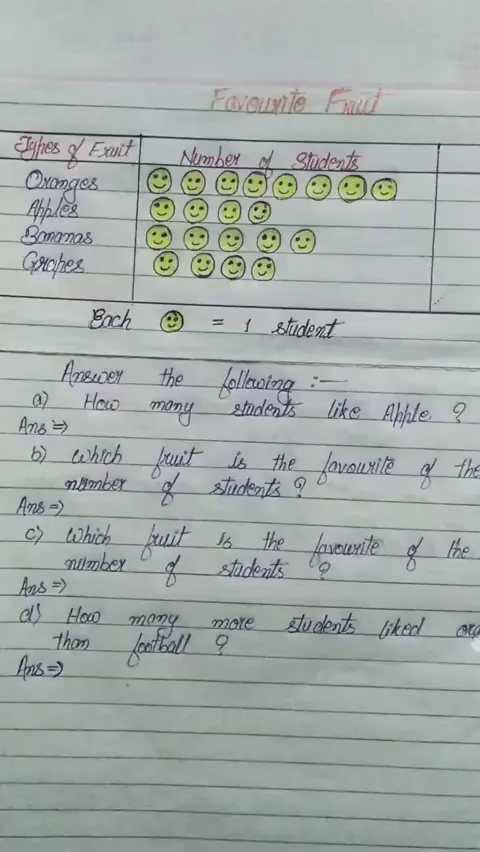 Favourite Fruit
Types of Fruit Number of Students
Oranges
Apples
Bananas
Grapes
Each = 1 student
Answer the following :—
a) How many students like Apple ?
Ans ⇒
b) Which fruit is the favourite of the
number of students ?
Ans ⇒
c) Which fruit is the favourite of the
number of students ?
Ans ⇒
d) How many more students liked
than football ?
Ans ⇒